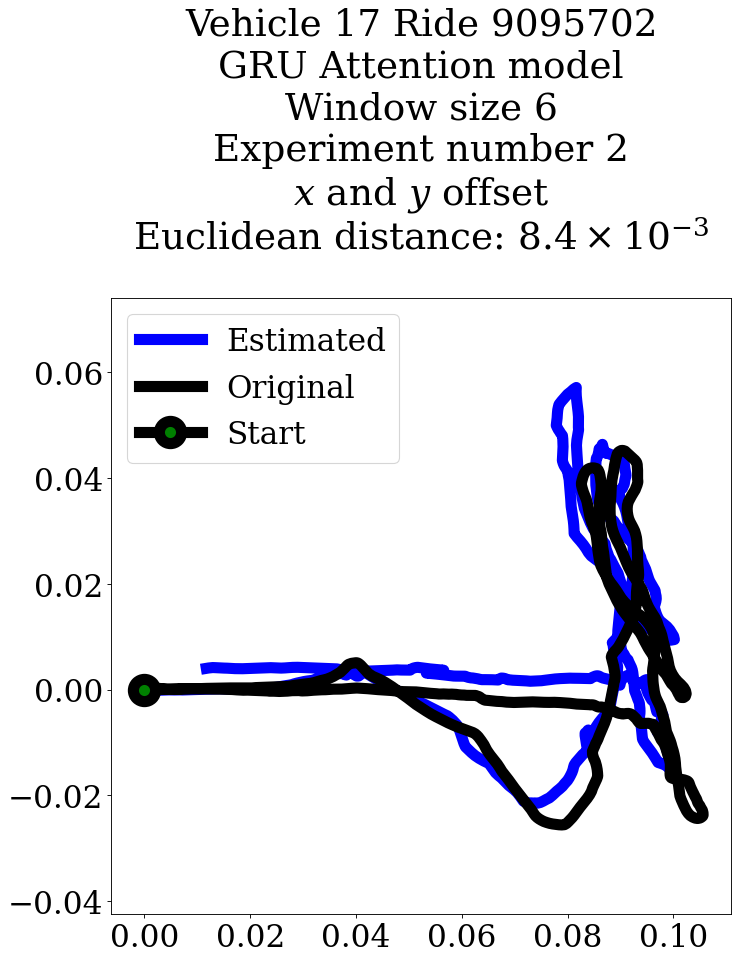 Vehicle 17 Ride 9095702
GRU Attention model
Window size 6
Experiment number 2
x and y offset
Euclidean distance: 8.4 × 10⁻³
Estimated
Original
Start
0.06
0.04
0.02
0.00
−0.02
−0.04
0.00 0.02 0.04 0.06 0.08 0.10